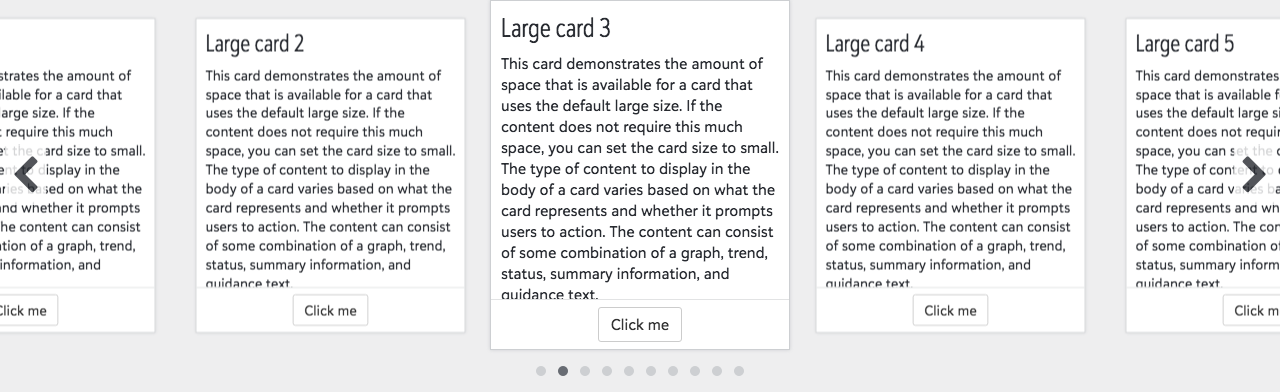 strates the amount of
ilable for a card that
arge size. If the
t require this much
t the card size to small.
display in the
ased on what the
and whether it prompts
he content can consist
tion of a graph, trend,
information, and
Click me
Large card 2
This card demonstrates the amount of
space that is available for a card that
uses the default large size. If the
content does not require this much
space, you can set the card size to small.
The type of content to display in the
body of a card varies based on what the
card represents and whether it prompts
users to action. The content can consist
of some combination of a graph, trend,
status, summary information, and
guidance text.
Click me
Large card 3
This card demonstrates the amount of
space that is available for a card that
uses the default large size. If the
content does not require this much
space, you can set the card size to small.
The type of content to display in the
body of a card varies based on what the
card represents and whether it prompts
users to action. The content can consist
of some combination of a graph, trend,
status, summary information, and
guidance text.
Click me
Large card 4
This card demonstrates the amount of
space that is available for a card that
uses the default large size. If the
content does not require this much
space, you can set the card size to small.
The type of content to display in the
body of a card varies based on what the
card represents and whether it prompts
users to action. The content can consist
of some combination of a graph, trend,
status, summary information, and
guidance text.
Click me
Large card 5
This card demonstrates
space that is available f
uses the default large si
content does not requir
space, you can set the c
The type of content to
body of a card varies ba
card represents and wh
users to action. The con
of some combination of
status, summary inform
guidance text.
Click m